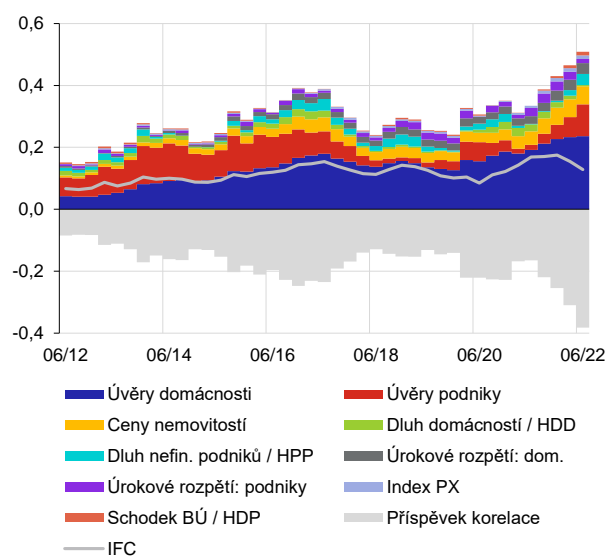 0,6
0,4
0,2
0,0
-0,2
-0,4
06/12 06/14 06/16 06/18 06/20 06/22
Úvěry domácnosti Úvěry podniky
Ceny nemovitostí Dluh domácností / HDD
Dluh nefin. podniků / HPP Úrokové rozpětí: dom.
Úrokové rozpětí: podniky Index PX
Schodek BÚ / HDP Příspěvek korelace
IFC